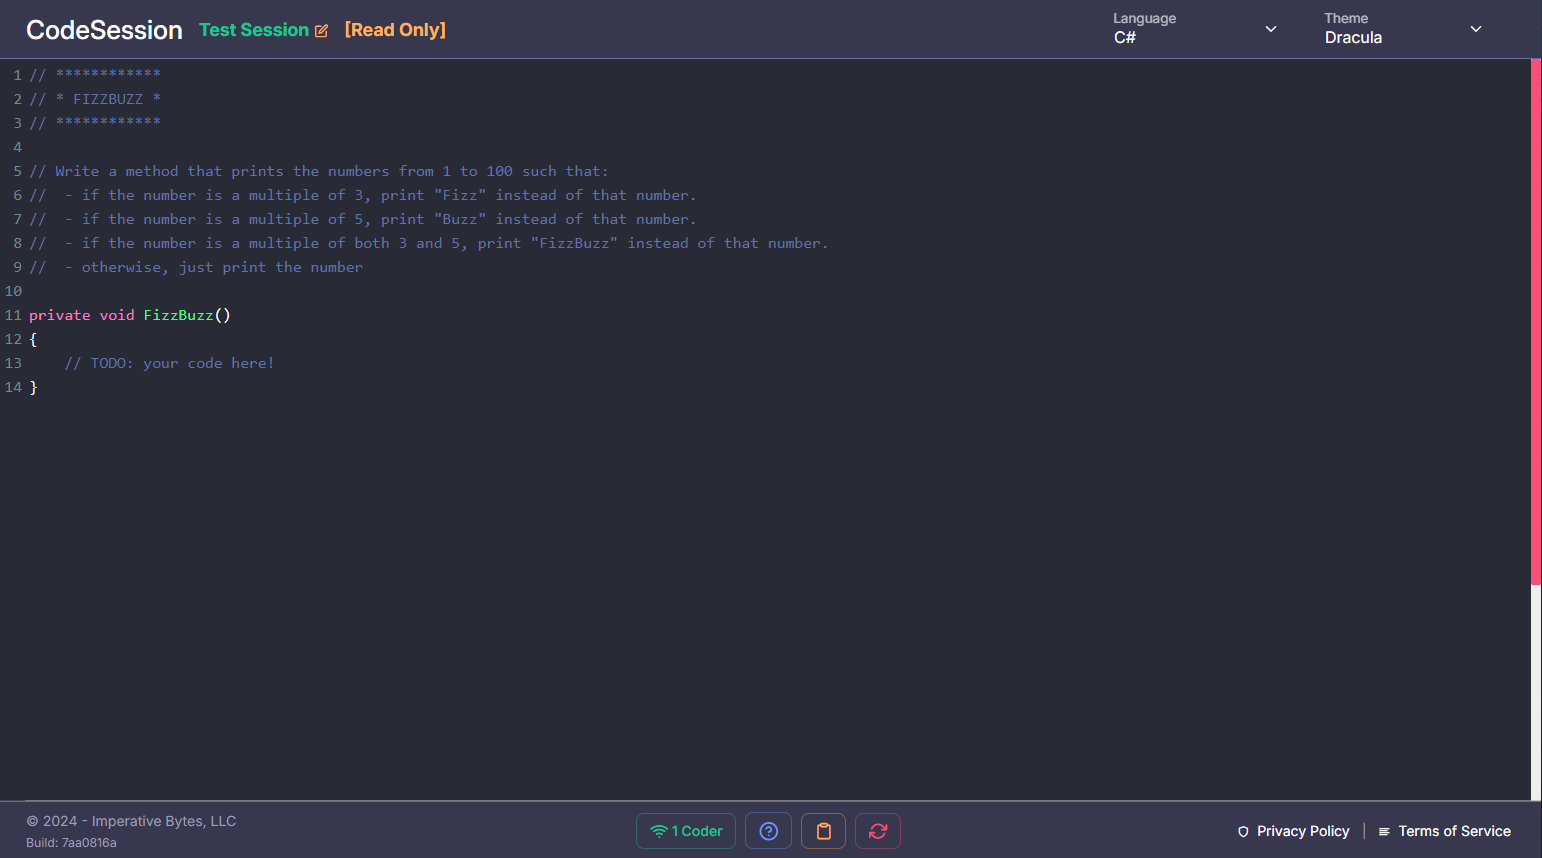 CodeSession Test Session [Read Only]
Language
C#
Theme
Dracula
1 // ************
2 // * FIZZBUZZ *
3 // ************
4
5 // Write a method that prints the numbers from 1 to 100 such that:
6 //  - if the number is a multiple of 3, print "Fizz" instead of that number.
7 //  - if the number is a multiple of 5, print "Buzz" instead of that number.
8 //  - if the number is a multiple of both 3 and 5, print "FizzBuzz" instead of that number.
9 //  - otherwise, just print the number
10
11 private void FizzBuzz()
12 {
13     // TODO: your code here!
14 }
© 2024 - Imperative Bytes, LLC
Build: 7aa0816a
1 Coder
Privacy Policy | Terms of Service